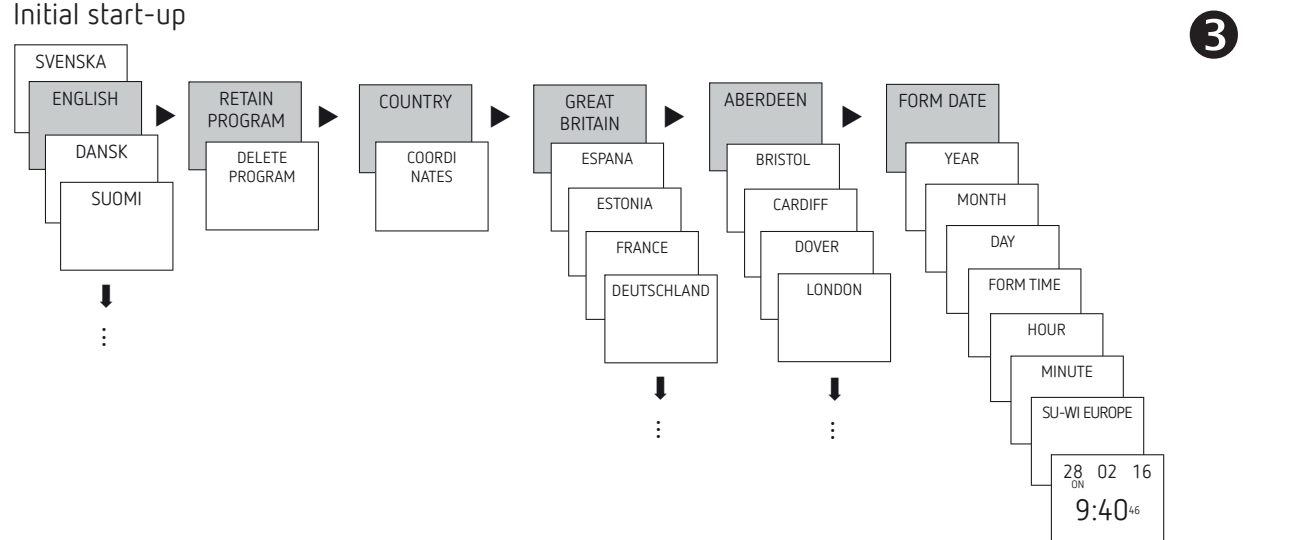 Initial start-up
3
SVENSKA
ENGLISH
DANSK
SUOMI
RETAIN
PROGRAM
DELETE
PROGRAM
COUNTRY
COORDI
NATES
GREAT
BRITAIN
ESPANA
ESTONIA
FRANCE
DEUTSCHLAND
ABERDEEN
BRISTOL
CARDIFF
DOVER
LONDON
FORM DATE
YEAR
MONTH
DAY
FORM TIME
HOUR
MINUTE
SU-WI EUROPE
28 02 16
ON
9:40 46